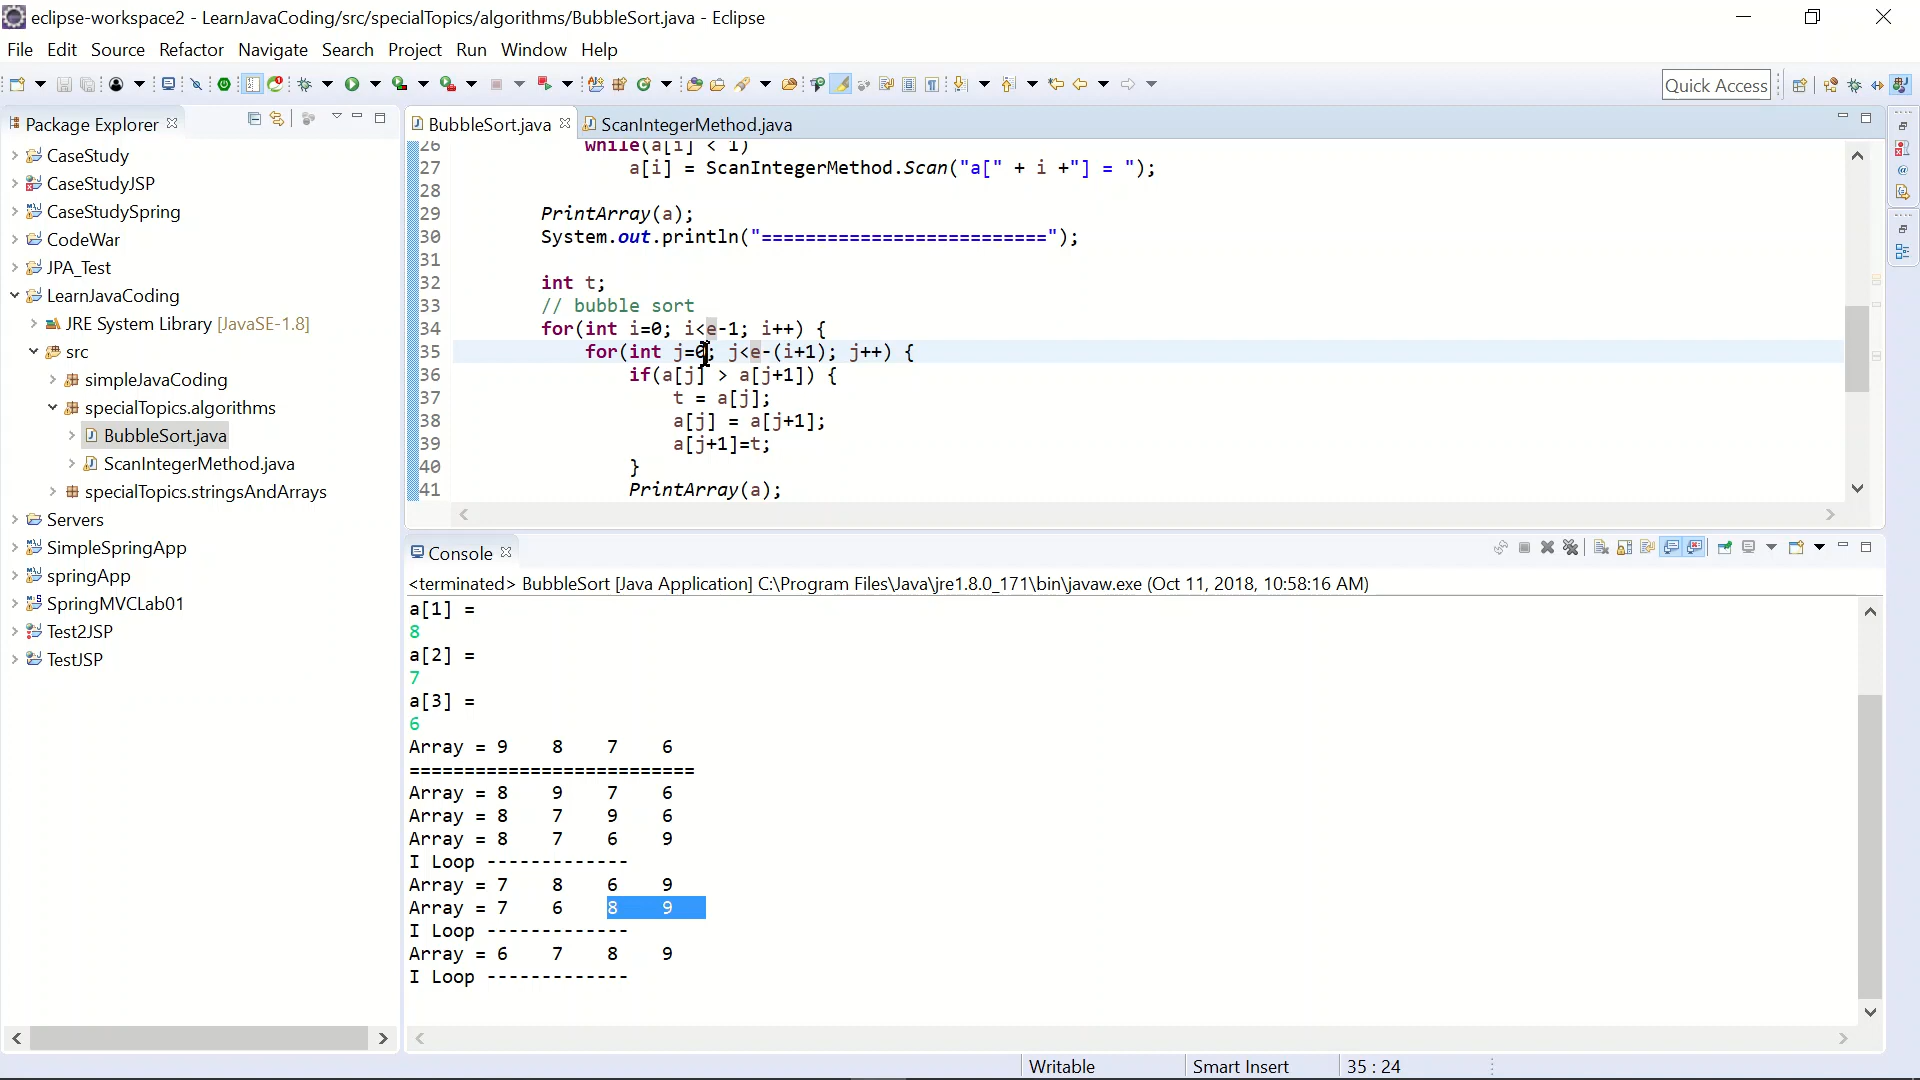 eclipse-workspace2 - LearnJavaCoding/src/specialTopics/algorithms/BubbleSort.java - Eclipse
File Edit Source Refactor Navigate Search Project Run Window Help
Quick Access
Package Explorer
CaseStudy
CaseStudyJSP
CaseStudySpring
CodeWar
JPA_Test
LearnJavaCoding
JRE System Library [JavaSE-1.8]
src
simpleJavaCoding
specialTopics.algorithms
BubbleSort.java
ScanIntegerMethod.java
specialTopics.stringsAndArrays
Servers
SimpleSpringApp
springApp
SpringMVCLab01
Test2JSP
TestJSP
BubbleSort.java ScanIntegerMethod.java
26 while(a[i] < 1)
27 a[i] = ScanIntegerMethod.Scan("a[" + i +"] = ");
28
29 PrintArray(a);
30 System.out.println("==========================");
31
32 int t;
33 // bubble sort
34 for(int i=0; i<e-1; i++) {
35 for(int j=0; j<e-(i+1); j++) {
36 if(a[j] > a[j+1]) {
37 t = a[j];
38 a[j] = a[j+1];
39 a[j+1]=t;
40 }
41 PrintArray(a);
Console
<terminated> BubbleSort [Java Application] C:\Program Files\Java\jre1.8.0_171\bin\javaw.exe (Oct 11, 2018, 10:58:16 AM)
a[1] =
8
a[2] =
7
a[3] =
6
Array = 9 8 7 6
==========================
Array = 8 9 7 6
Array = 8 7 9 6
Array = 8 7 6 9
I Loop -------------
Array = 7 8 6 9
Array = 7 6 8 9
I Loop -------------
Array = 6 7 8 9
I Loop -------------
Writable Smart Insert 35 : 24